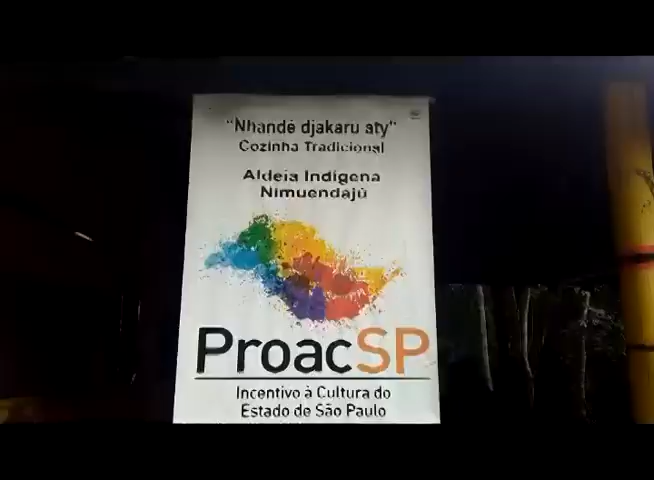 "Nhandé djakaru aty"
Cozinha Tradicional
Aldeia Indígena
Nimuendajú
ProacSP
Incentivo à Cultura do
Estado de São Paulo